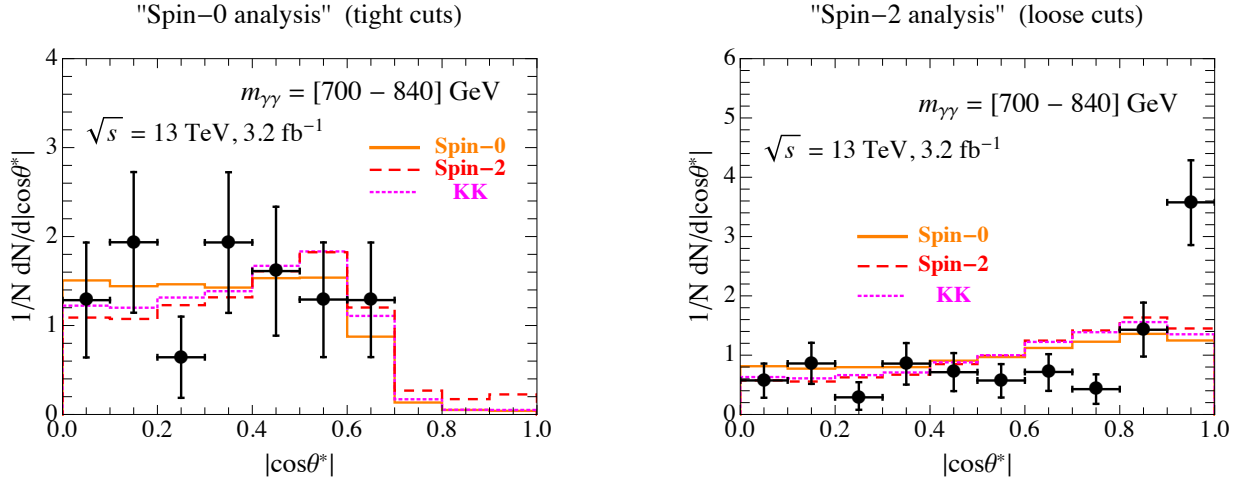 "Spin−0 analysis" (tight cuts)
4
3
2
1
0
1/N dN/d|cosθ*|
mγγ = [700 − 840] GeV
√s = 13 TeV, 3.2 fb⁻¹
Spin−0
Spin−2
KK
0.0 0.2 0.4 0.6 0.8 1.0
|cosθ*|
"Spin−2 analysis" (loose cuts)
6
5
4
3
2
1
0
1/N dN/d|cosθ*|
mγγ = [700 − 840] GeV
√s = 13 TeV, 3.2 fb⁻¹
Spin−0
Spin−2
KK
0.0 0.2 0.4 0.6 0.8 1.0
|cosθ*|